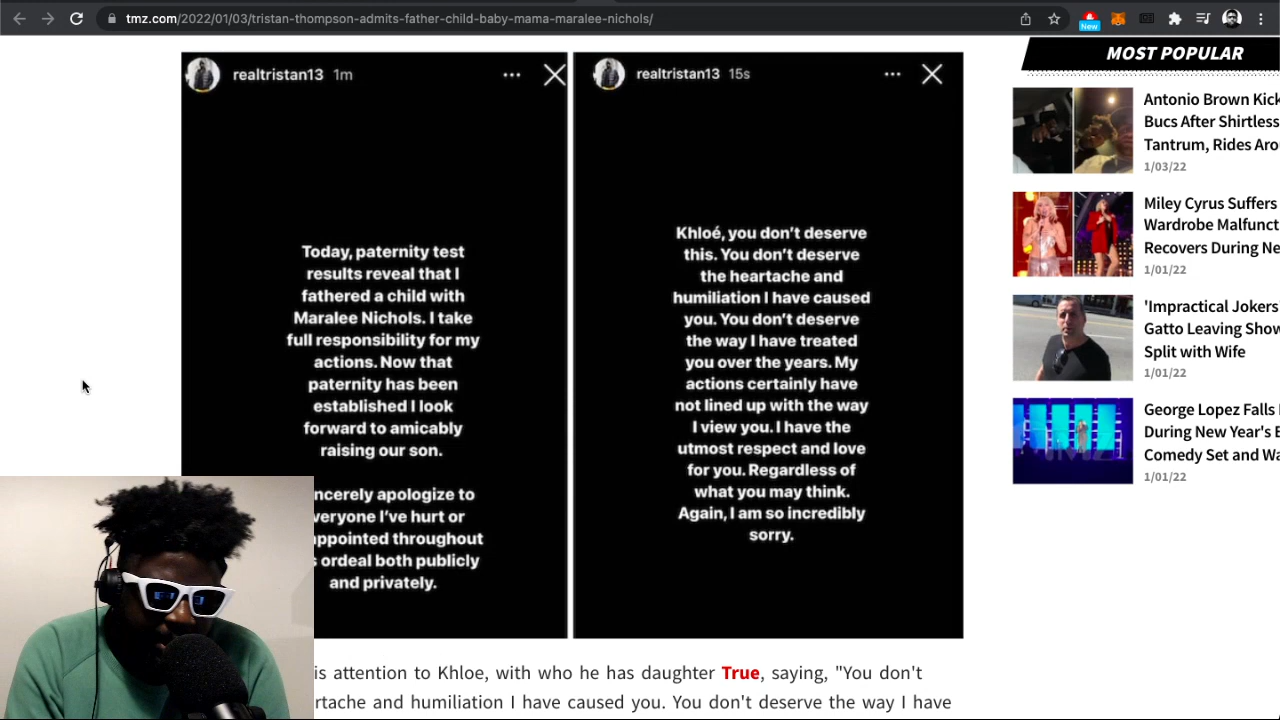 tmz.com/2022/01/03/tristan-thompson-admits-father-child-baby-mama-maralee-nichols/
New
realtristan13 1m
Today, paternity test
results reveal that I
fathered a child with
Maralee Nichols. I take
full responsibility for my
actions. Now that
paternity has been
established I look
forward to amicably
raising our son.
ncerely apologize to
veryone I've hurt or
appointed throughout
s ordeal both publicly
and privately.
realtristan13 15s
Khloé, you don't deserve
this. You don't deserve
the heartache and
humiliation I have caused
you. You don't deserve
the way I have treated
you over the years. My
actions certainly have
not lined up with the way
I view you. I have the
utmost respect and love
for you. Regardless of
what you may think.
Again, I am so incredibly
sorry.
is attention to Khloe, with who he has daughter True, saying, "You don't
rtache and humiliation I have caused you. You don't deserve the way I have
MOST POPULAR
Antonio Brown Kick
Bucs After Shirtless
Tantrum, Rides Aro
1/03/22
Miley Cyrus Suffers
Wardrobe Malfunct
Recovers During Ne
1/01/22
'Impractical Jokers
Gatto Leaving Show
Split with Wife
1/01/22
George Lopez Falls
During New Year's E
Comedy Set and Wa
1/01/22